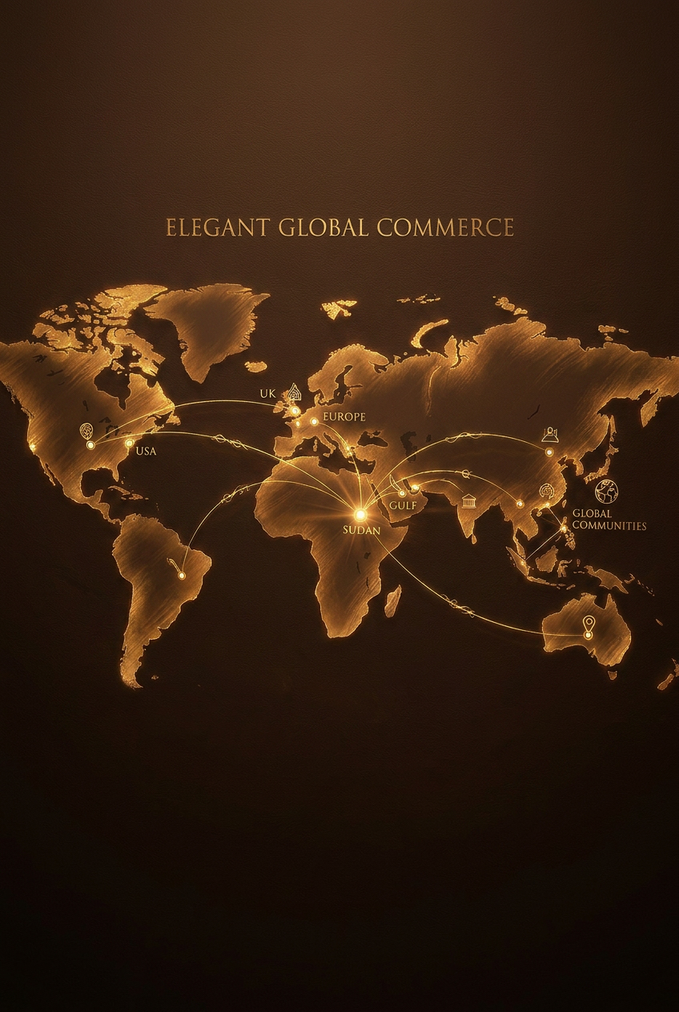 ELEGANT GLOBAL COMMERCE
UK
EUROPE
USA
GULF
GLOBAL
COMMUNITIES
SUDAN